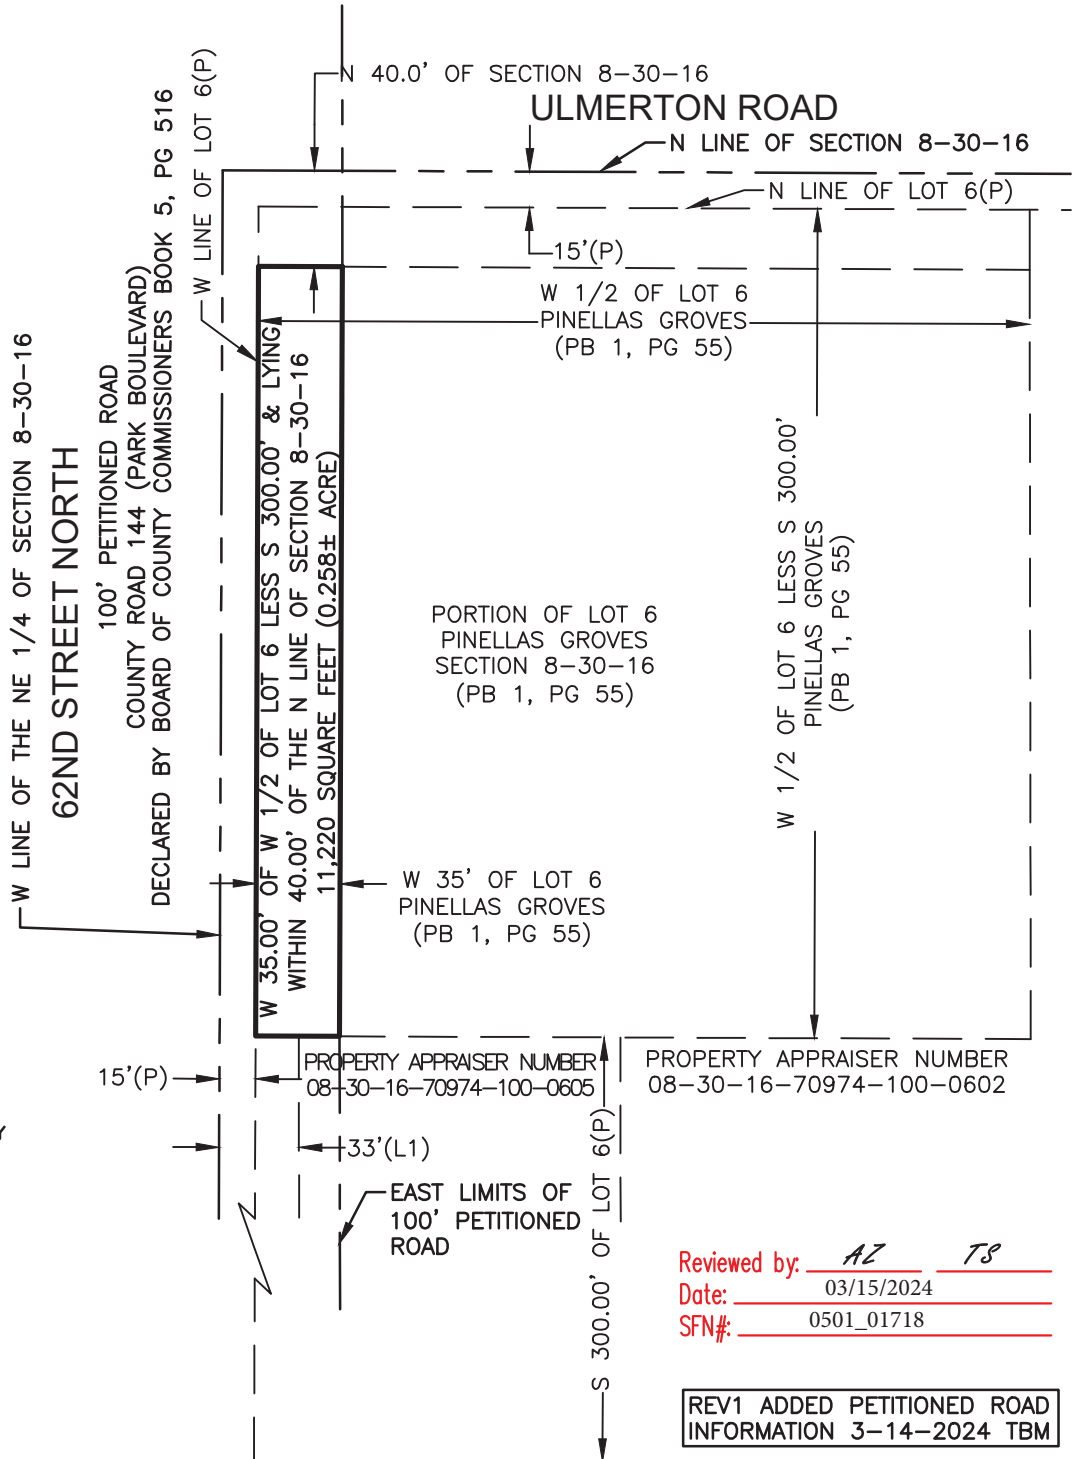 N 40.0' OF SECTION 8-30-16
ULMERTON ROAD
N LINE OF SECTION 8-30-16
N LINE OF LOT 6(P)
15'(P)
W 1/2 OF LOT 6
PINELLAS GROVES
(PB 1, PG 55)
W LINE OF THE NE 1/4 OF SECTION 8-30-16
62ND STREET NORTH
100' PETITIONED ROAD
COUNTY ROAD 144 (PARK BOULEVARD)
DECLARED BY BOARD OF COUNTY COMMISSIONERS BOOK 5, PG 516
W LINE OF LOT 6(P)
W 35.00' OF W 1/2 OF LOT 6 LESS S 300.00' & LYING
WITHIN 40.00' OF THE N LINE OF SECTION 8-30-16
11,220 SQUARE FEET (0.258± ACRE)
PORTION OF LOT 6
PINELLAS GROVES
SECTION 8-30-16
(PB 1, PG 55)
W 1/2 OF LOT 6 LESS S 300.00'
PINELLAS GROVES
(PB 1, PG 55)
W 35' OF LOT 6
PINELLAS GROVES
(PB 1, PG 55)
PROPERTY APPRAISER NUMBER
08-30-16-70974-100-0605
PROPERTY APPRAISER NUMBER
08-30-16-70974-100-0602
15'(P)
33'(L1)
Y
EAST LIMITS OF
100' PETITIONED
ROAD
S 300.00' OF LOT 6(P)
Reviewed by: AZ TS
Date: 03/15/2024
SFN#: 0501_01718
REV1 ADDED PETITIONED ROAD
INFORMATION 3-14-2024 TBM